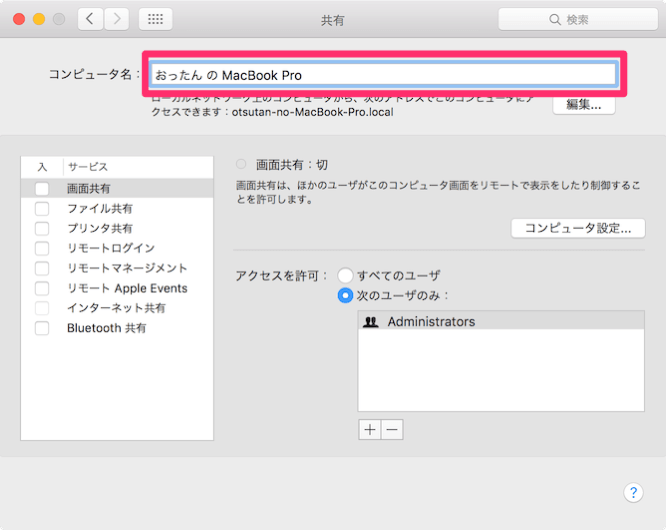 共有
検索
コンピュータ名：
おったん の MacBook Pro
ローカルネットワーク上のコンピュータから、次のアドレスでこのコンピュータにア
クセスできます：otsutan-no-MacBook-Pro.local
編集...
入 サービス
画面共有
ファイル共有
プリンタ共有
リモートログイン
リモートマネージメント
リモート Apple Events
インターネット共有
Bluetooth 共有
画面共有：切
画面共有は、ほかのユーザがこのコンピュータ画面をリモートで表示をしたり制御するこ
とを許可します。
コンピュータ設定...
アクセスを許可： すべてのユーザ
次のユーザのみ：
Administrators
?